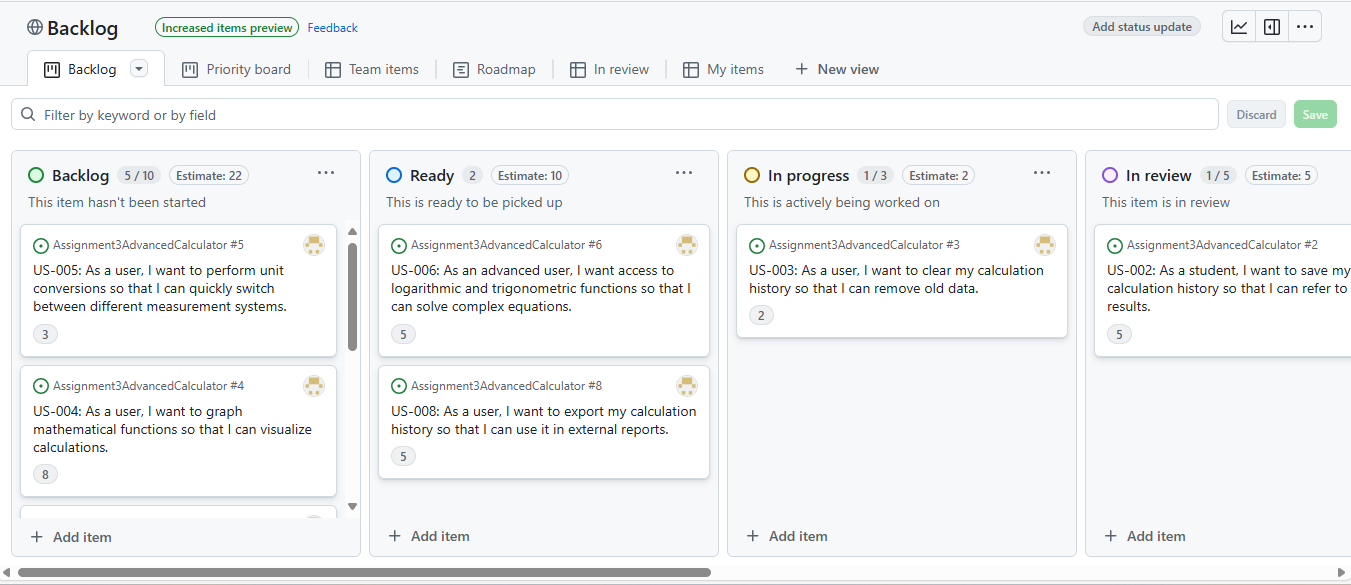 Backlog
Increased items preview
Feedback
Add status update
Backlog
Priority board
Team items
Roadmap
In review
My items
New view
Filter by keyword or by field
Discard
Save
Backlog 5 / 10 Estimate: 22
This item hasn't been started
Assignment3AdvancedCalculator #5
US-005: As a user, I want to perform unit
conversions so that I can quickly switch
between different measurement systems.
3
Assignment3AdvancedCalculator #4
US-004: As a user, I want to graph
mathematical functions so that I can visualize
calculations.
8
Add item
Ready 2 Estimate: 10
This is ready to be picked up
Assignment3AdvancedCalculator #6
US-006: As an advanced user, I want access to
logarithmic and trigonometric functions so that I
can solve complex equations.
5
Assignment3AdvancedCalculator #8
US-008: As a user, I want to export my calculation
history so that I can use it in external reports.
5
Add item
In progress 1 / 3 Estimate: 2
This is actively being worked on
Assignment3AdvancedCalculator #3
US-003: As a user, I want to clear my calculation
history so that I can remove old data.
2
Add item
In review 1 / 5 Estimate: 5
This item is in review
Assignment3AdvancedCalculator #2
US-002: As a student, I want to save my
calculation history so that I can refer to
results.
5
Add item